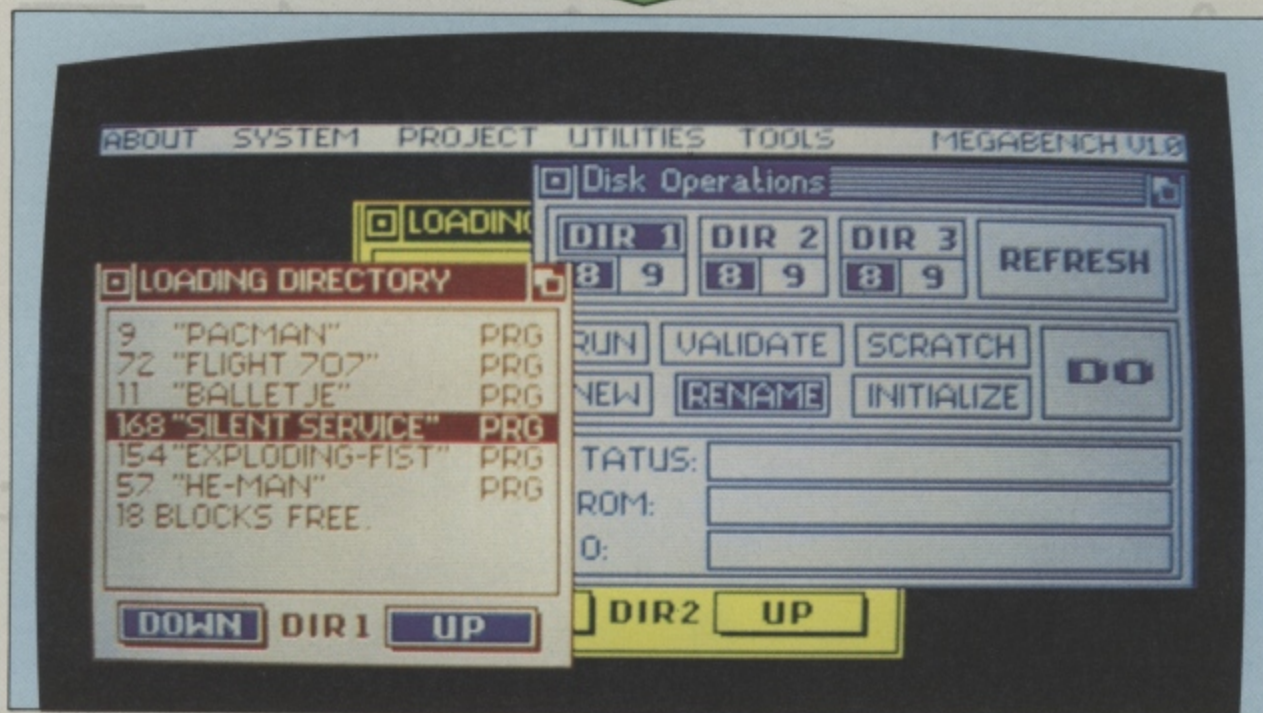 ABOUT SYSTEM PROJECT UTILITIES TOOLS MEGABENCH V1.0
Disk Operations
DIR 1 DIR 2 DIR 3 REFRESH
8 9 8 9 8 9
RUN VALIDATE SCRATCH DO
NEW RENAME INITIALIZE
TATUS:
ROM:
O:
LOADING
LOADING DIRECTORY
9 "PACMAN" PRG
72 "FLIGHT 707" PRG
11 "BALLETJE" PRG
168 "SILENT SERVICE" PRG
154 "EXPLODING-FIST" PRG
57 "HE-MAN" PRG
18 BLOCKS FREE.
DOWN DIR 1 UP
DIR2 UP